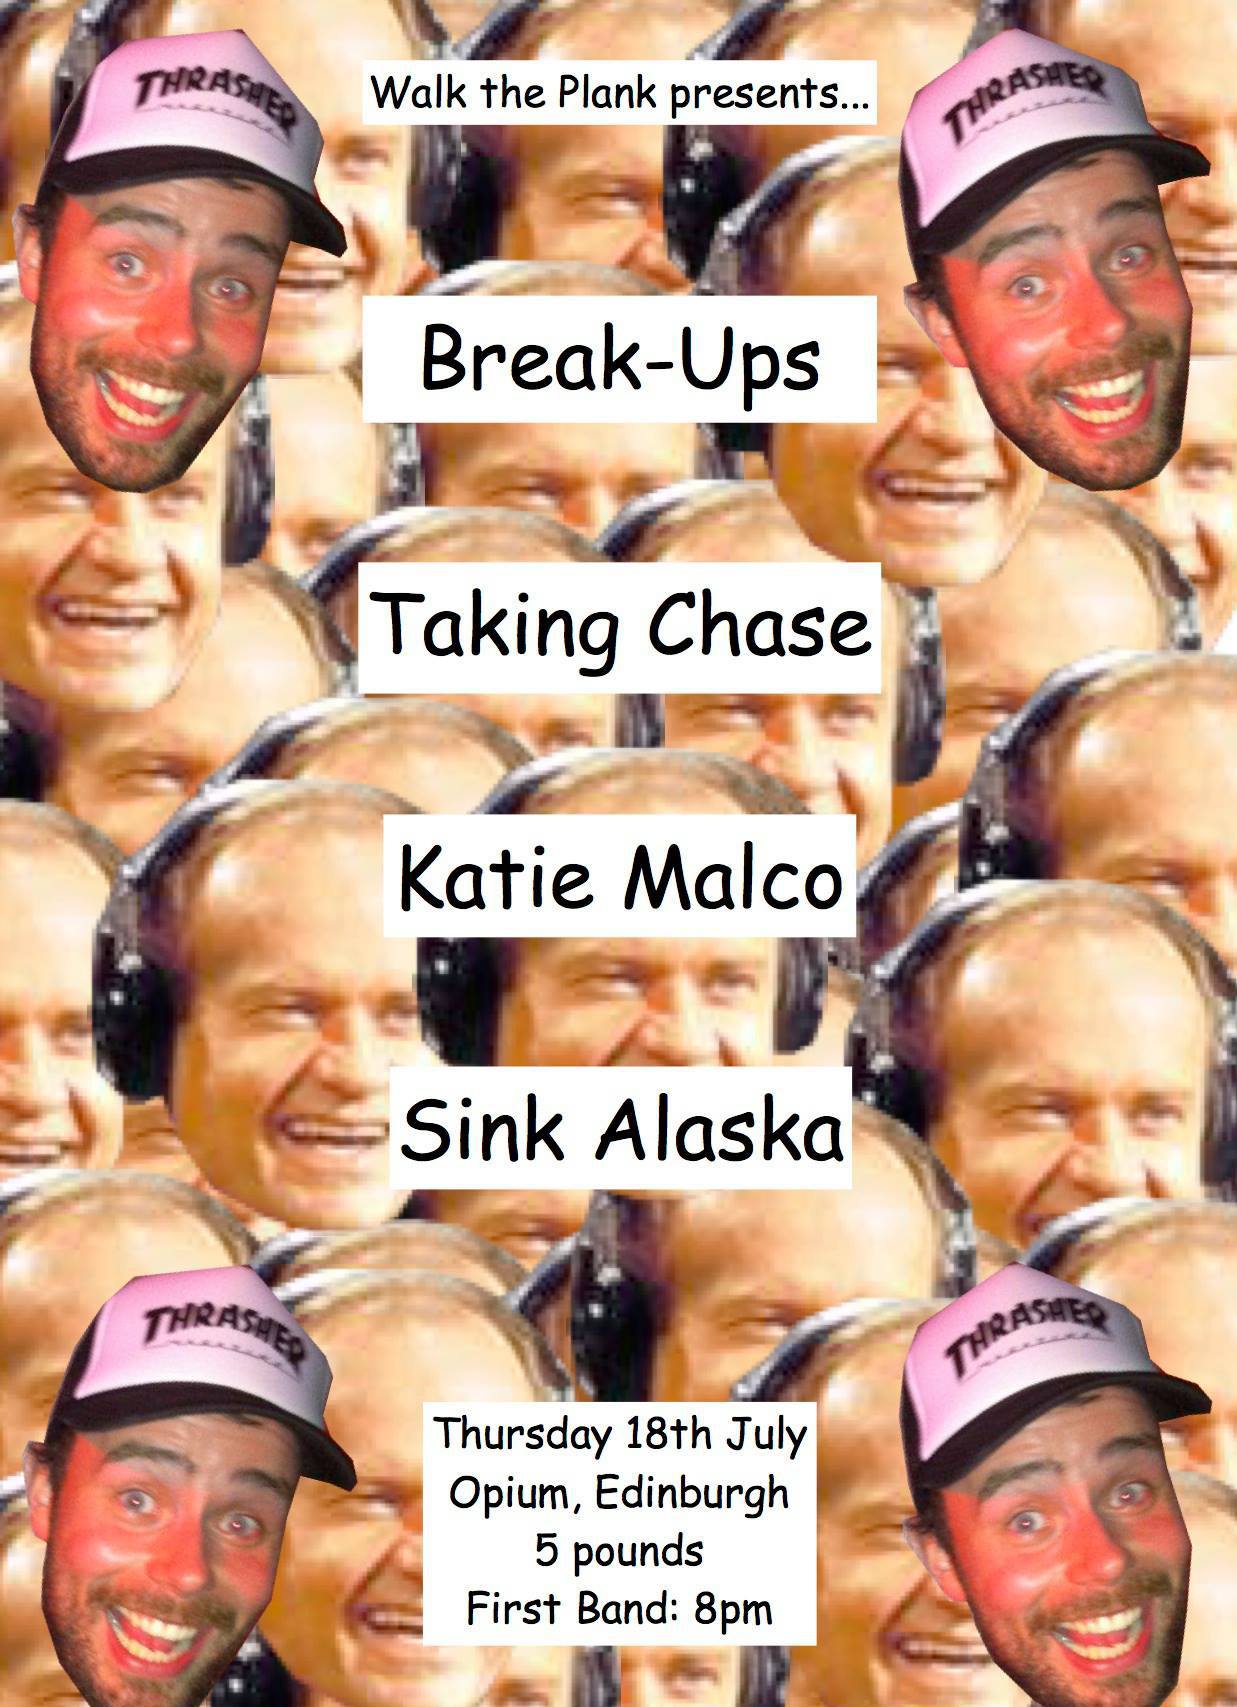 Walk the Plank presents...
THRASHER
THRASHER
Break-Ups
Taking Chase
Katie Malco
Sink Alaska
THRASHER
THRASHER
Thursday 18th July
Opium, Edinburgh
5 pounds
First Band: 8pm